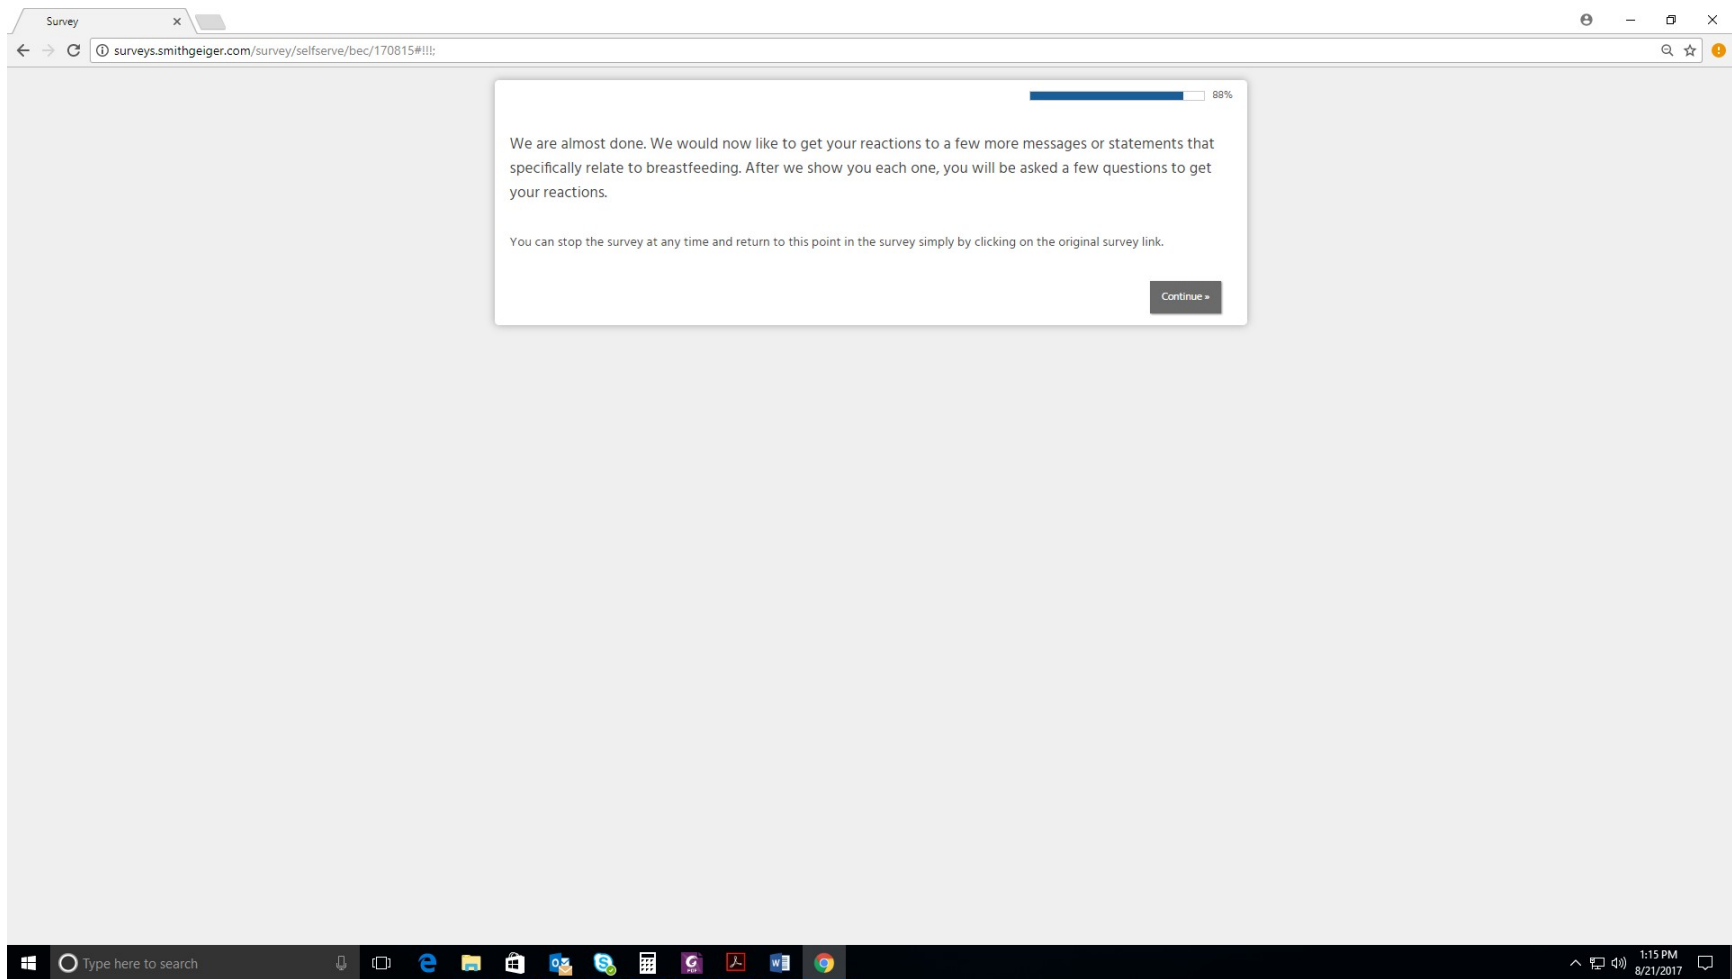 Survey
surveys.smithgeiger.com/survey/selfserve/bec/170815#!!!;
88%
We are almost done. We would now like to get your reactions to a few more messages or statements that
specifically relate to breastfeeding. After we show you each one, you will be asked a few questions to get
your reactions.
You can stop the survey at any time and return to this point in the survey simply by clicking on the original survey link.
Continue »
Type here to search
1:15 PM
8/21/2017